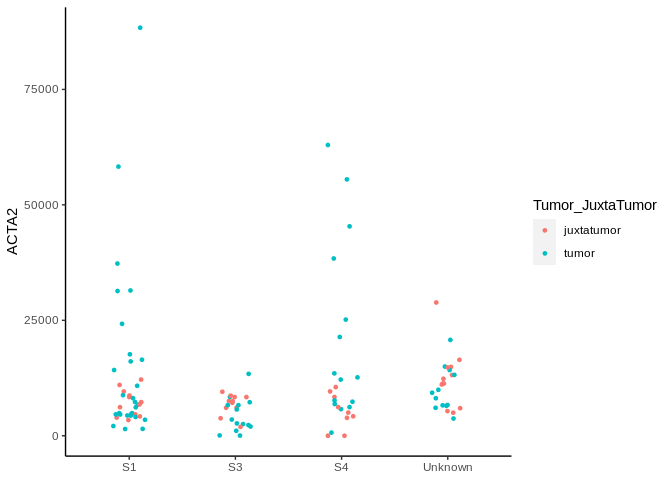 75000
50000
25000
0
ACTA2
S1
S3
S4
Unknown
Tumor_JuxtaTumor
juxtatumor
tumor